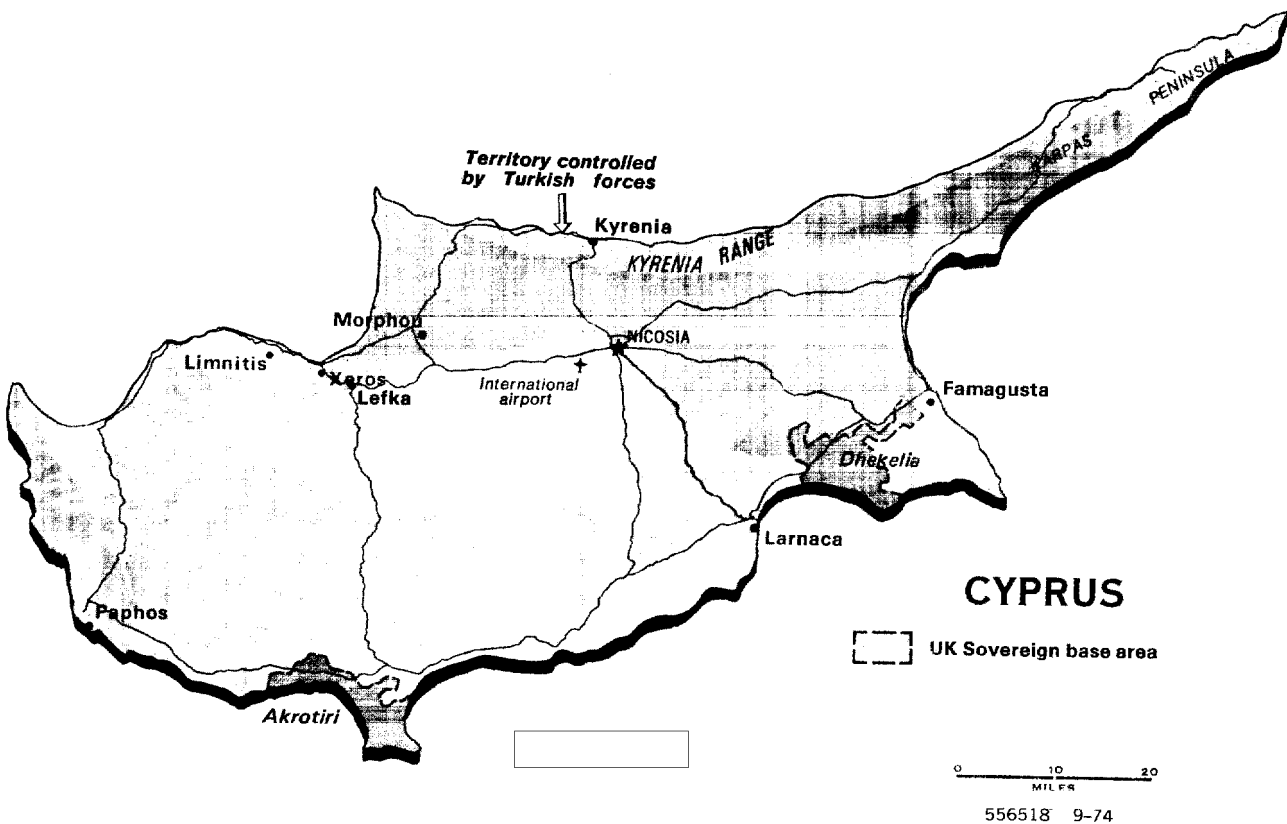 PENINSULA
KARPAS
Territory controlled
by Turkish forces
Kyrenia
KYRENIA RANGE
Morphou
NICOSIA
Limnitis
Xeros
Lefka
International
airport
Famagusta
Dhekelia
Larnaca
CYPRUS
Paphos
UK Sovereign base area
Akrotiri
0 10 20
MILES
556518 9-74